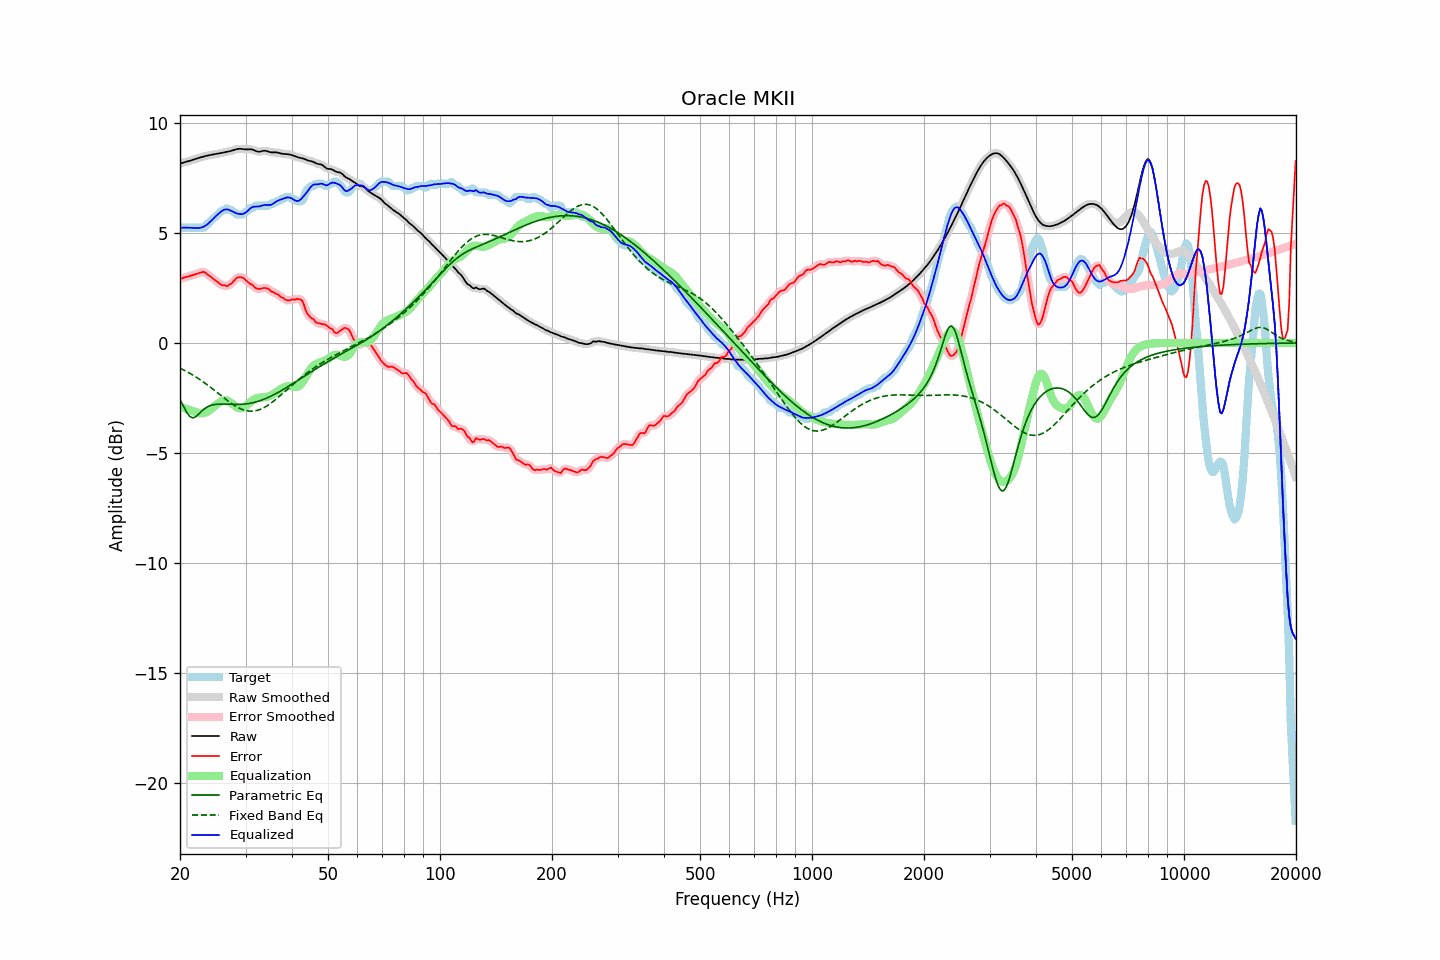 Oracle MKII
10
5
0
−5
−10
−15
−20
Amplitude (dBr)
Target
Raw Smoothed
Error Smoothed
Raw
Error
Equalization
Parametric Eq
Fixed Band Eq
Equalized
20 50 100 200 500 1000 2000 5000 10000 20000
Frequency (Hz)